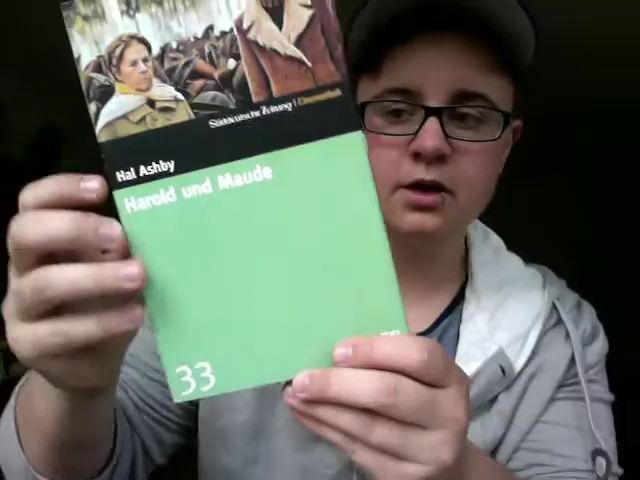 Süddeutsche Zeitung | Cinemathek
Hal Ashby
Harold und Maude
33